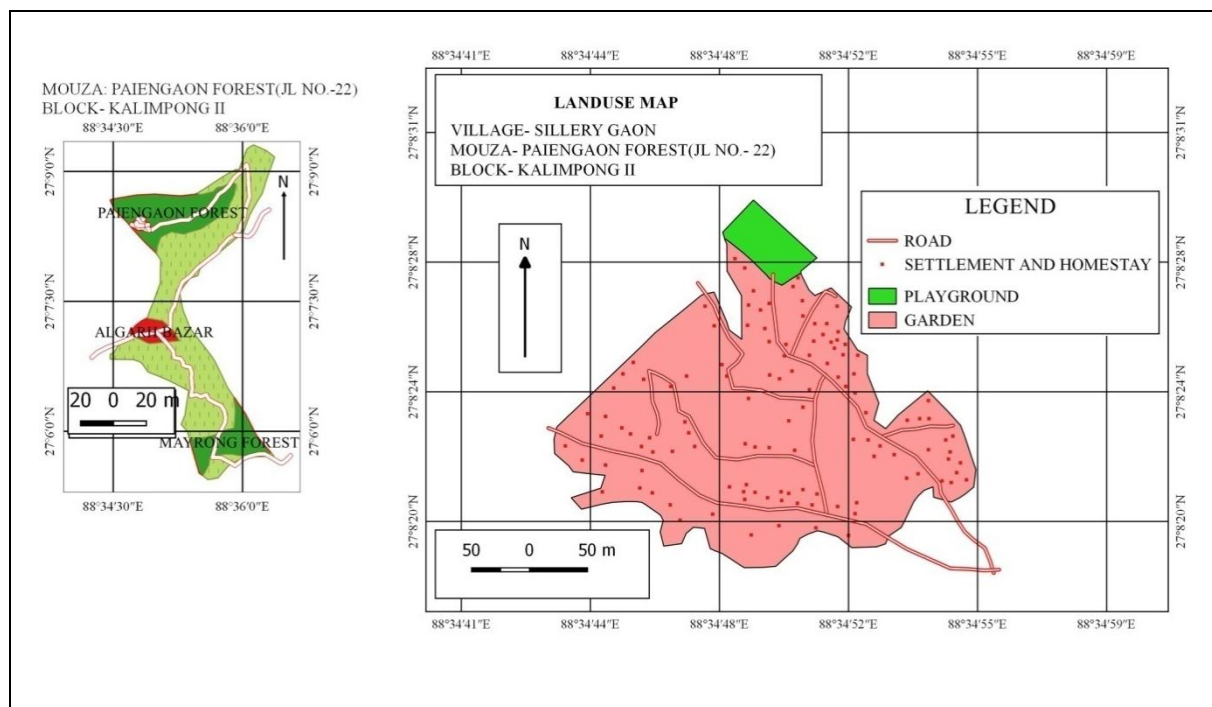 MOUZA: PAIENGAON FOREST(JL NO.-22)
BLOCK- KALIMPONG II
88°34'30"E 88°36'0"E
27°9'0"N 27°9'0"N
N
PAIENGAON FOREST
27°7'30"N 27°7'30"N
ALGARH BAZAR
20 0 20 m
27°6'0"N 27°6'0"N
MAYRONG FOREST
88°34'30"E 88°36'0"E
88°34'41"E 88°34'44"E 88°34'48"E 88°34'52"E 88°34'55"E 88°34'59"E
LANDUSE MAP
VILLAGE- SILLERY GAON
MOUZA- PAIENGAON FOREST(JL NO.- 22)
BLOCK- KALIMPONG II
27°8'31"N 27°8'31"N
N
LEGEND
ROAD
SETTLEMENT AND HOMESTAY
PLAYGROUND
GARDEN
27°8'28"N 27°8'28"N
27°8'24"N 27°8'24"N
27°8'20"N 27°8'20"N
50 0 50 m
88°34'41"E 88°34'44"E 88°34'48"E 88°34'52"E 88°34'55"E 88°34'59"E